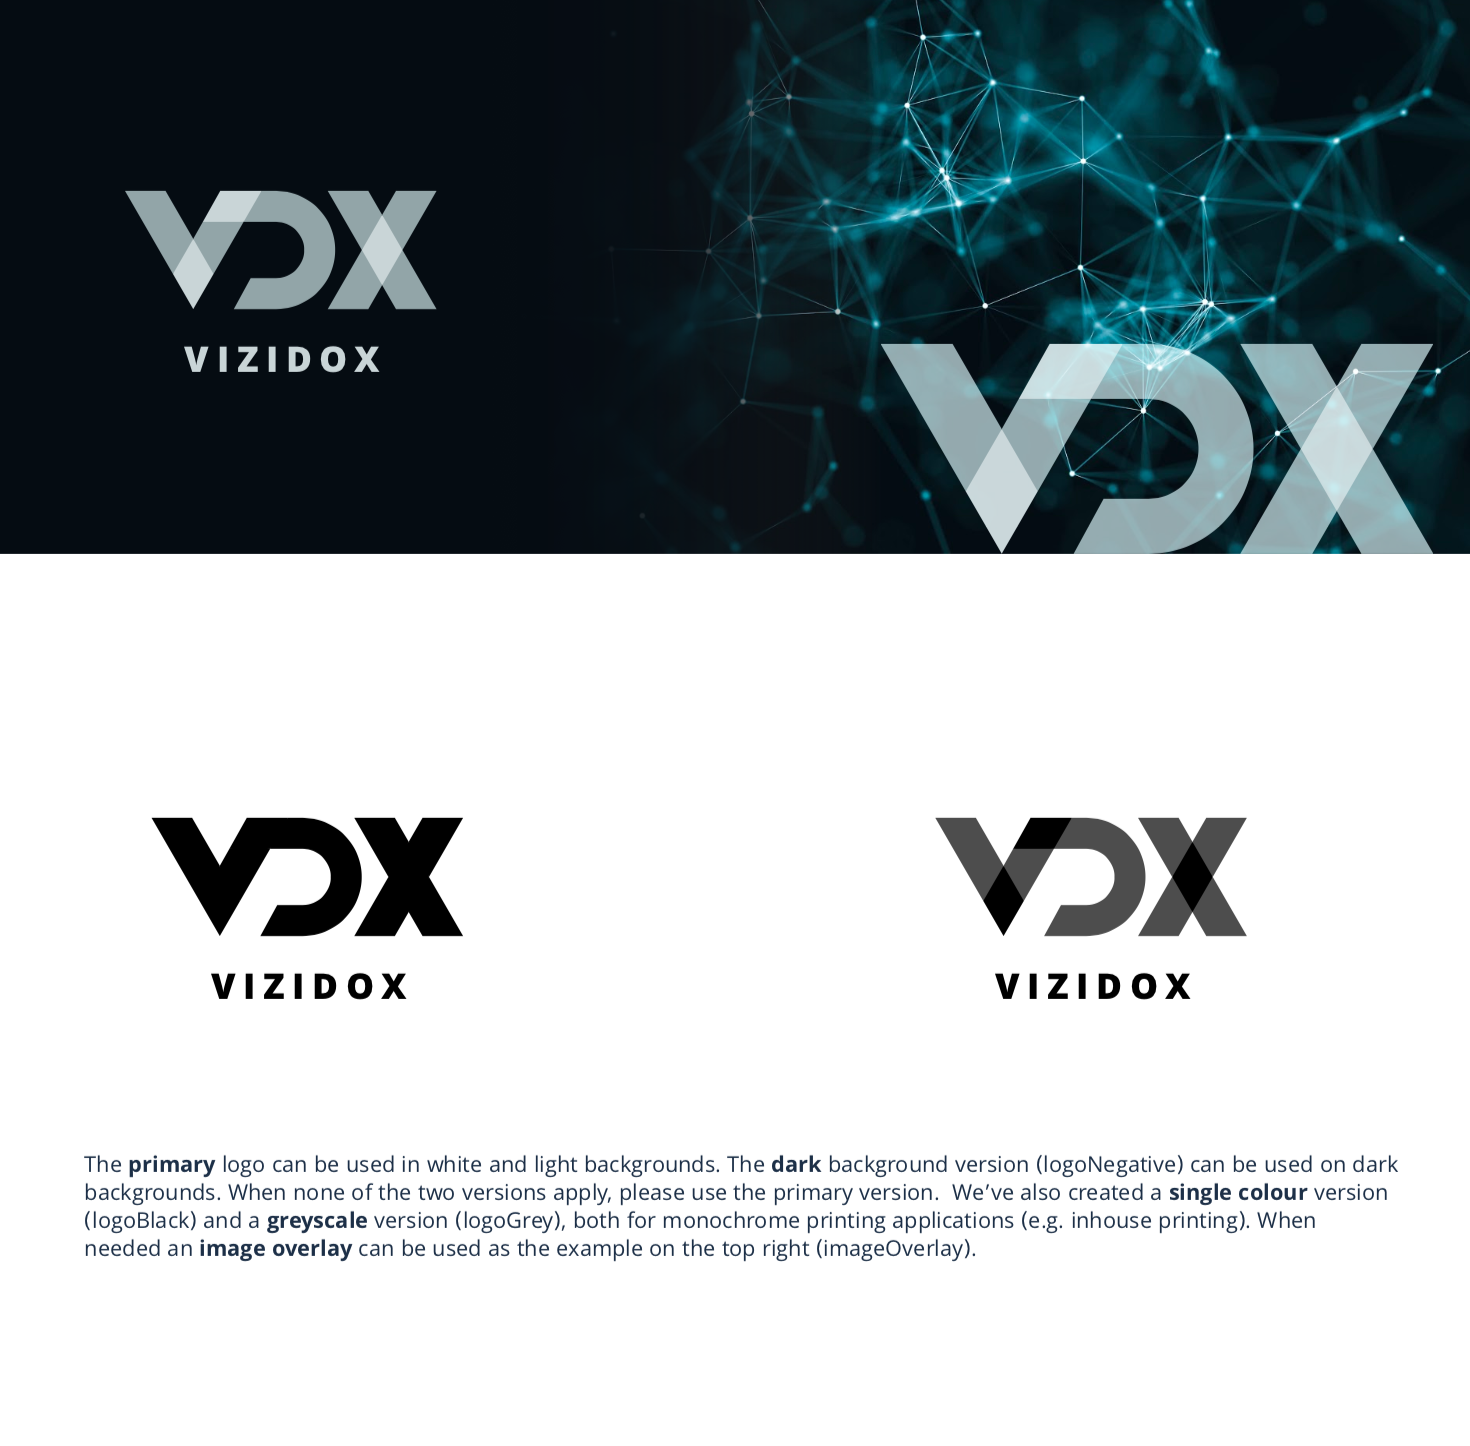 VDX
VIZIDOX
VDX
VDX
VIZIDOX
VDX
VIZIDOX
The primary logo can be used in white and light backgrounds. The dark background version (logoNegative) can be used on dark
backgrounds. When none of the two versions apply, please use the primary version.  We’ve also created a single colour version
(logoBlack) and a greyscale version (logoGrey), both for monochrome printing applications (e.g. inhouse printing). When
needed an image overlay can be used as the example on the top right (imageOverlay).